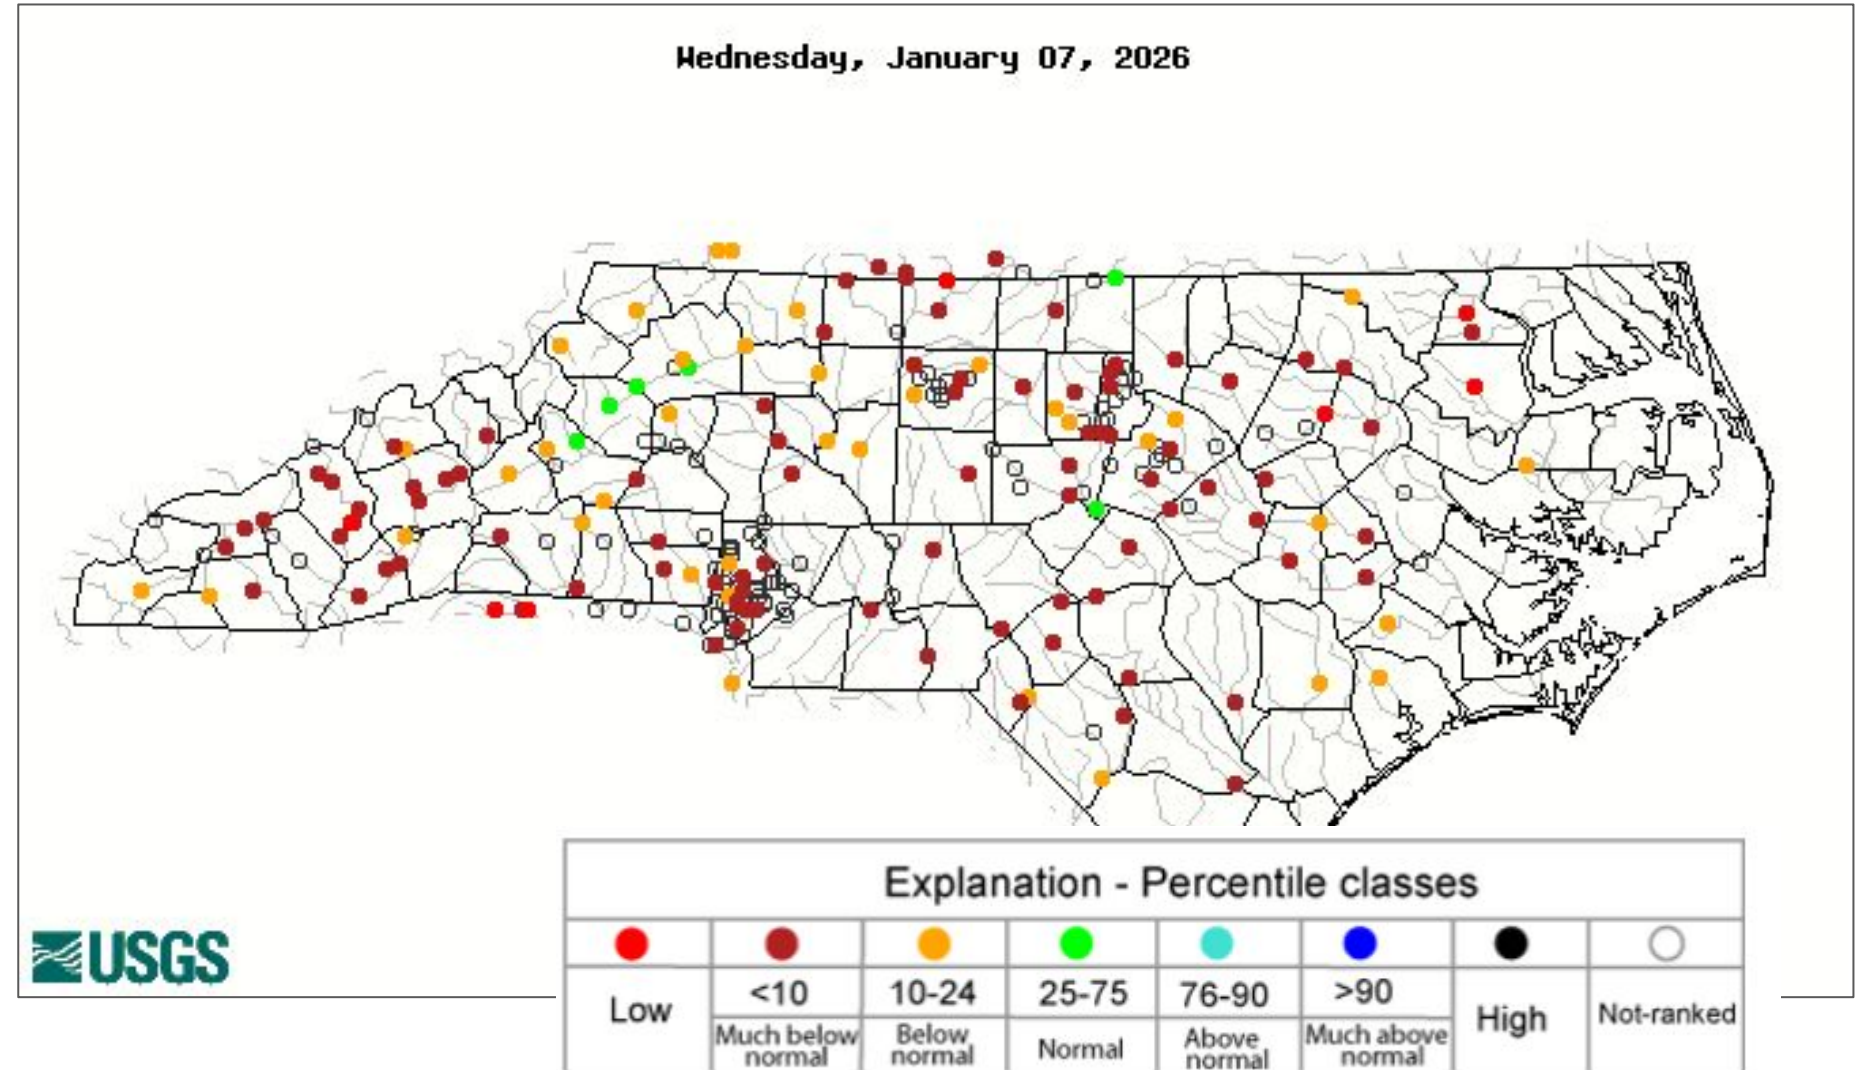 Wednesday, January 07, 2026
USGS
Explanation - Percentile classes
Low
<10
10-24
25-75
76-90
>90
High
Not-ranked
Much below
normal
Below
normal
Normal
Above
normal
Much above
normal